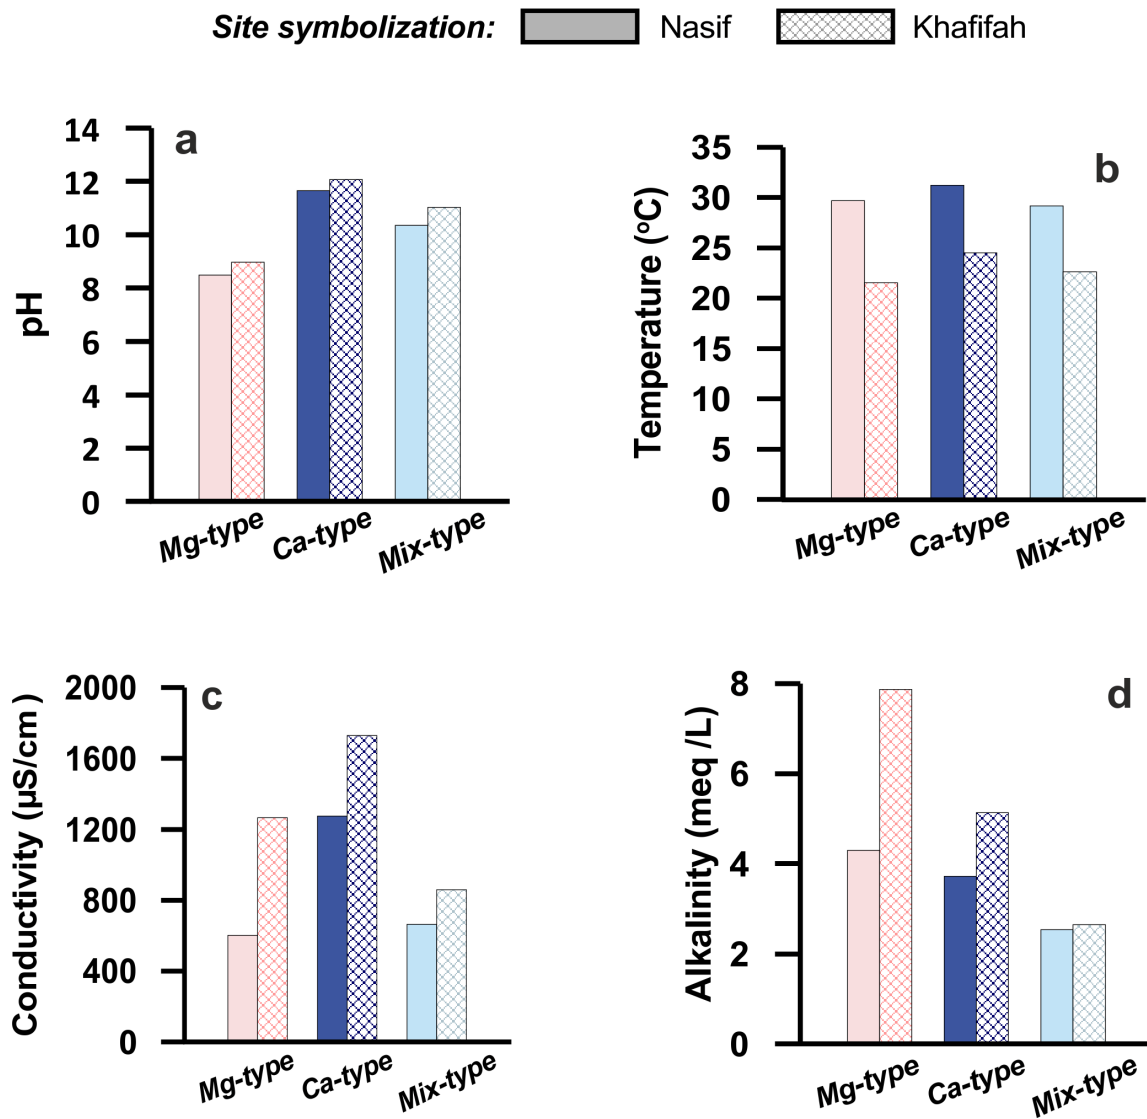 Site symbolization: Nasif Khafifah
a
pH
14
12
10
8
6
4
2
0
Mg-type Ca-type Mix-type
b
Temperature (ºC)
35
30
25
20
15
10
5
0
Mg-type Ca-type Mix-type
c
Conductivity (µS/cm)
2000
1600
1200
800
400
0
Mg-type Ca-type Mix-type
d
Alkalinity (meq /L)
8
6
4
2
0
Mg-type Ca-type Mix-type